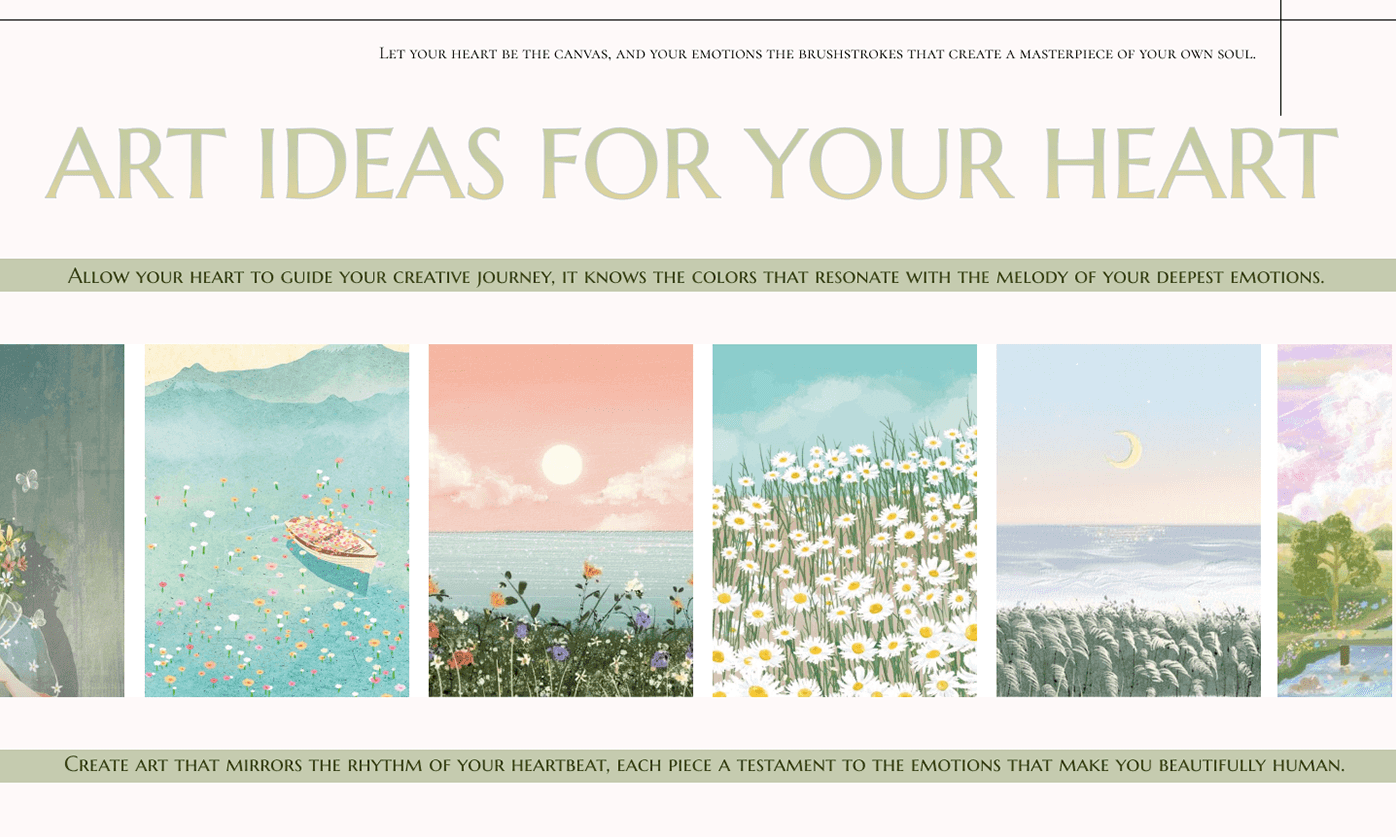 Let your heart be the canvas, and your emotions the brushstrokes that create a masterpiece of your own soul.
ART IDEAS FOR YOUR HEART
Allow your heart to guide your creative journey, it knows the colors that resonate with the melody of your deepest emotions.
Create art that mirrors the rhythm of your heartbeat, each piece a testament to the emotions that make you beautifully human.